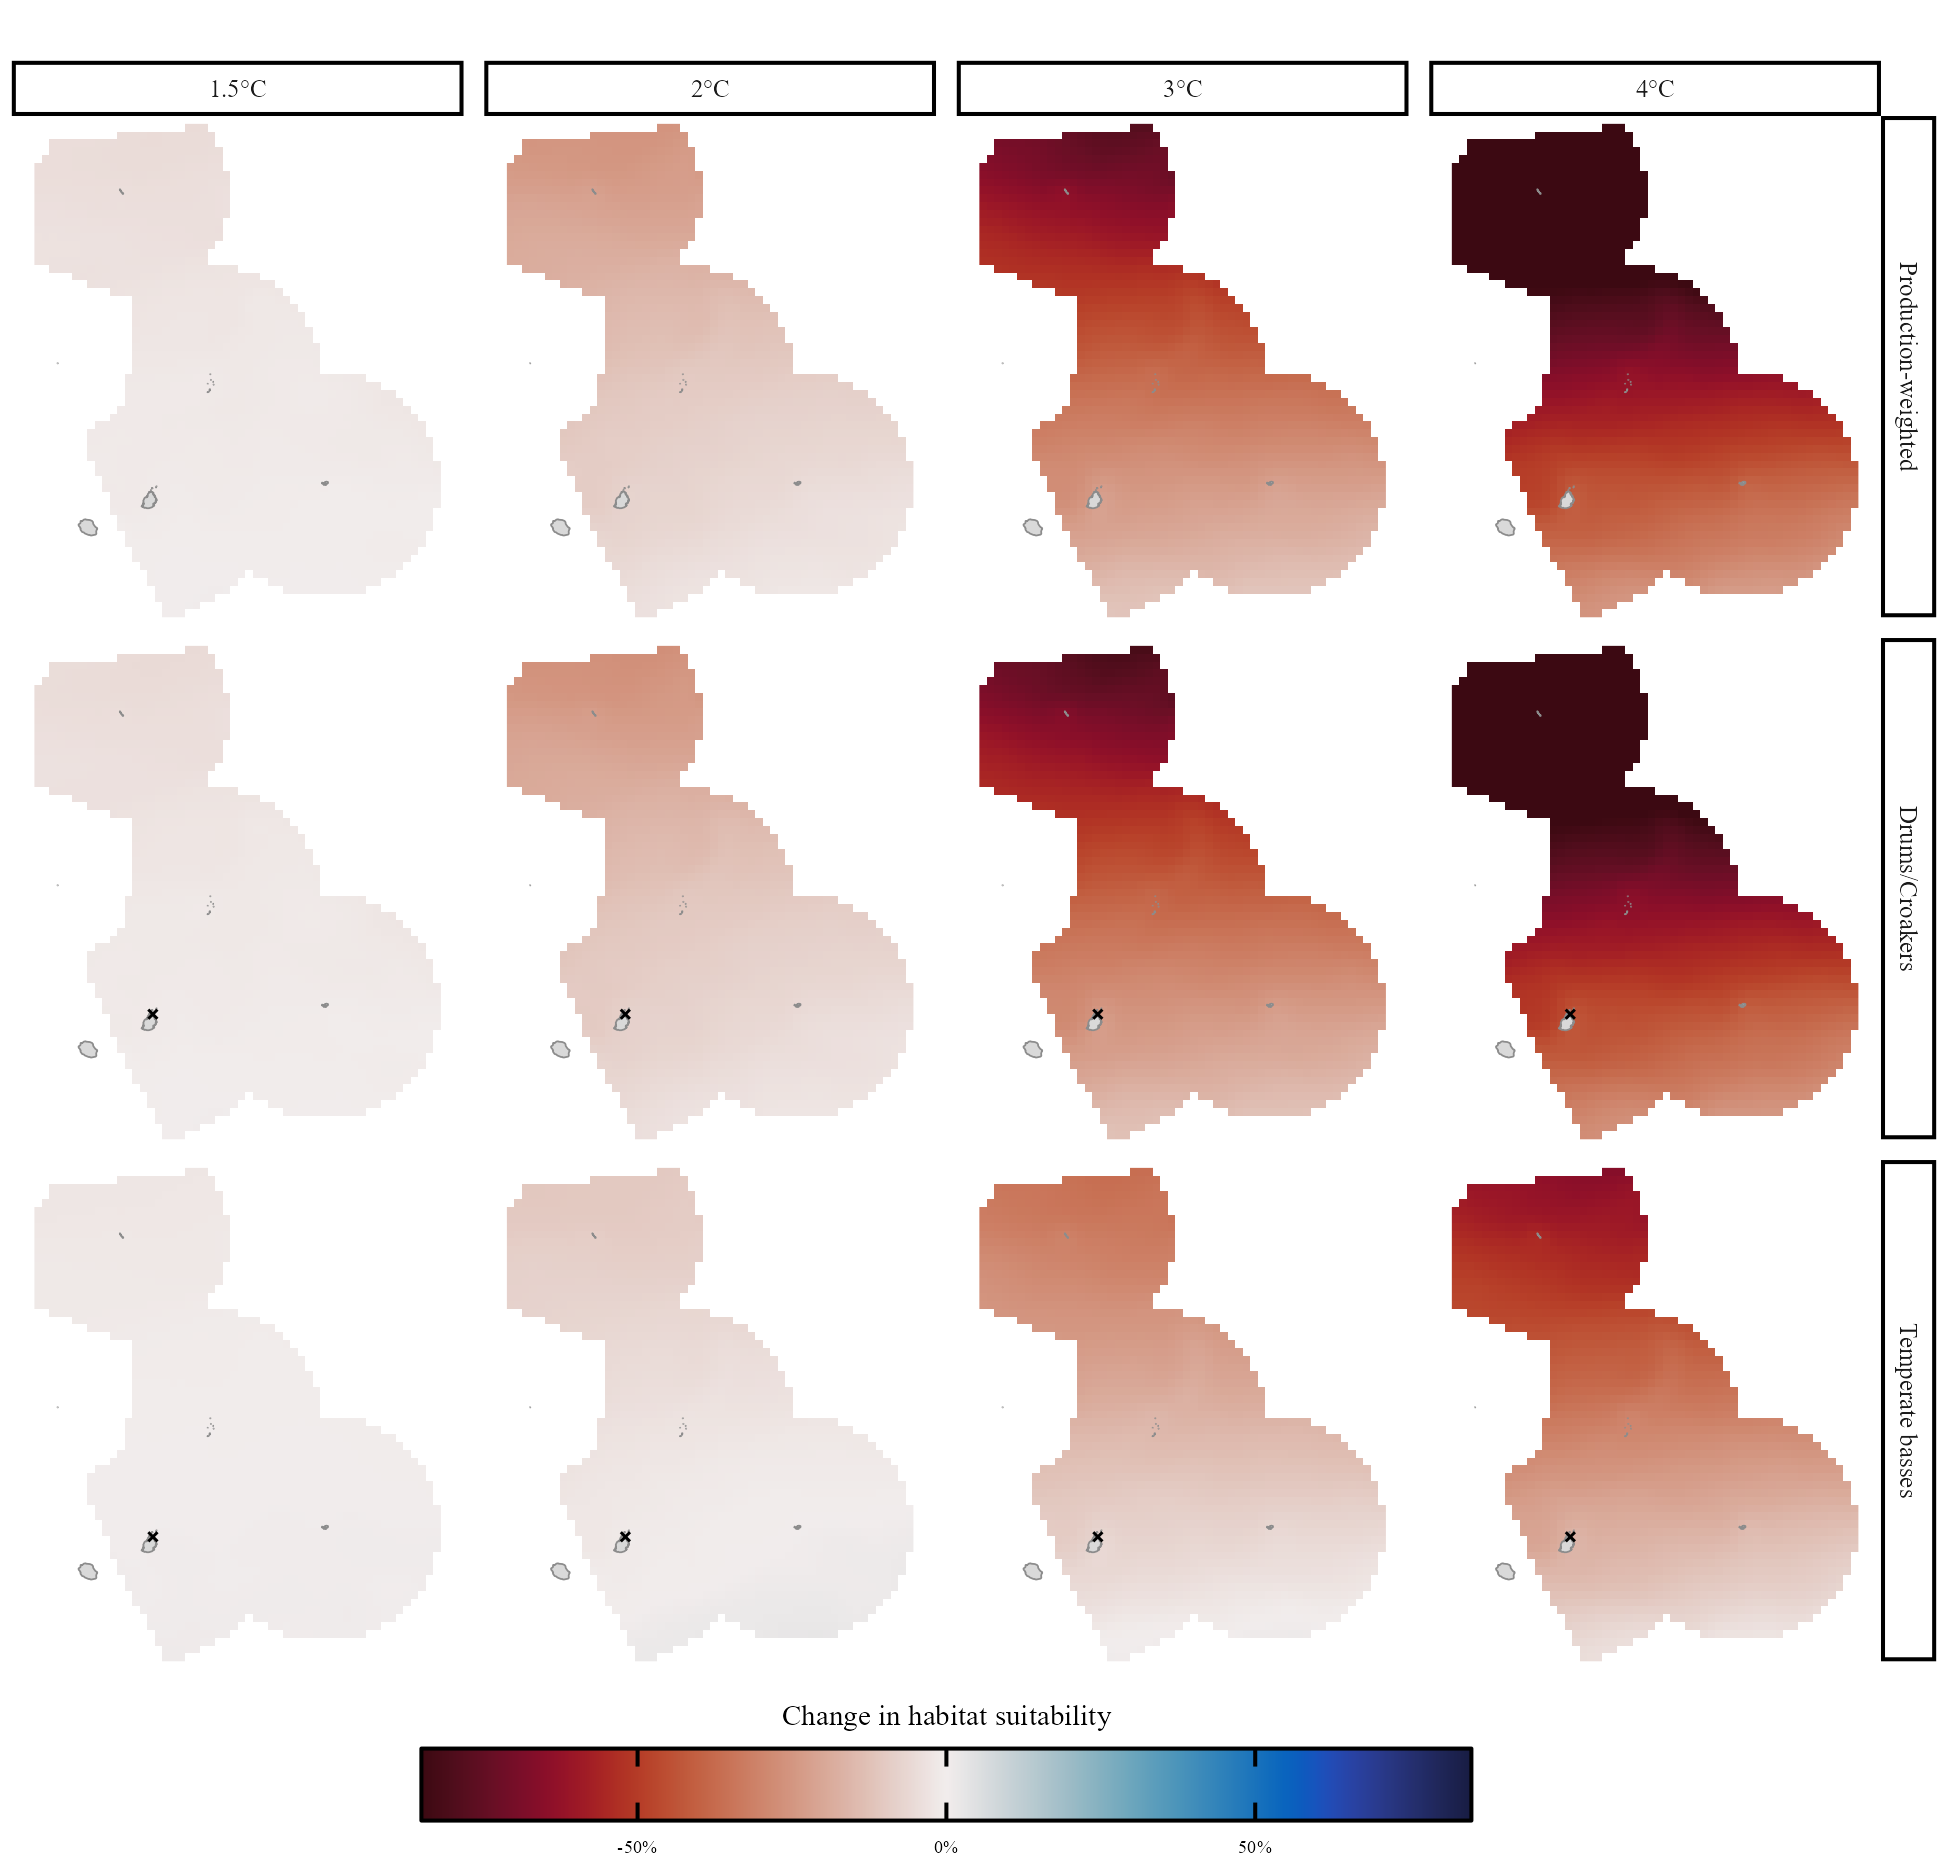 1.5°C
2°C
3°C
4°C
Production-weighted
Drums/Croakers
Temperate basses
Change in habitat suitability
-50%
0%
50%